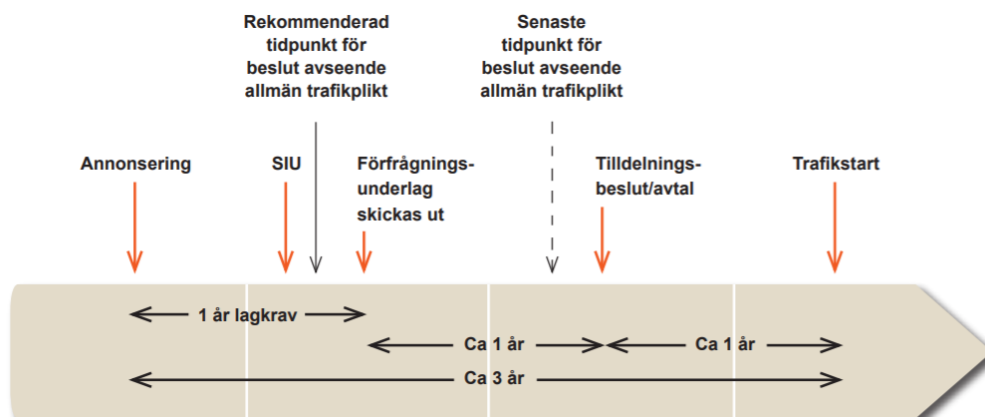 Rekommenderad
tidpunkt för
beslut avseende
allmän trafikplikt
Senaste
tidpunkt för
beslut avseende
allmän trafikplikt
Annonsering
SIU
Förfrågnings-
underlag
skickas ut
Tilldelnings-
beslut/avtal
Trafikstart
1 år lagkrav
Ca 1 år
Ca 1 år
Ca 3 år